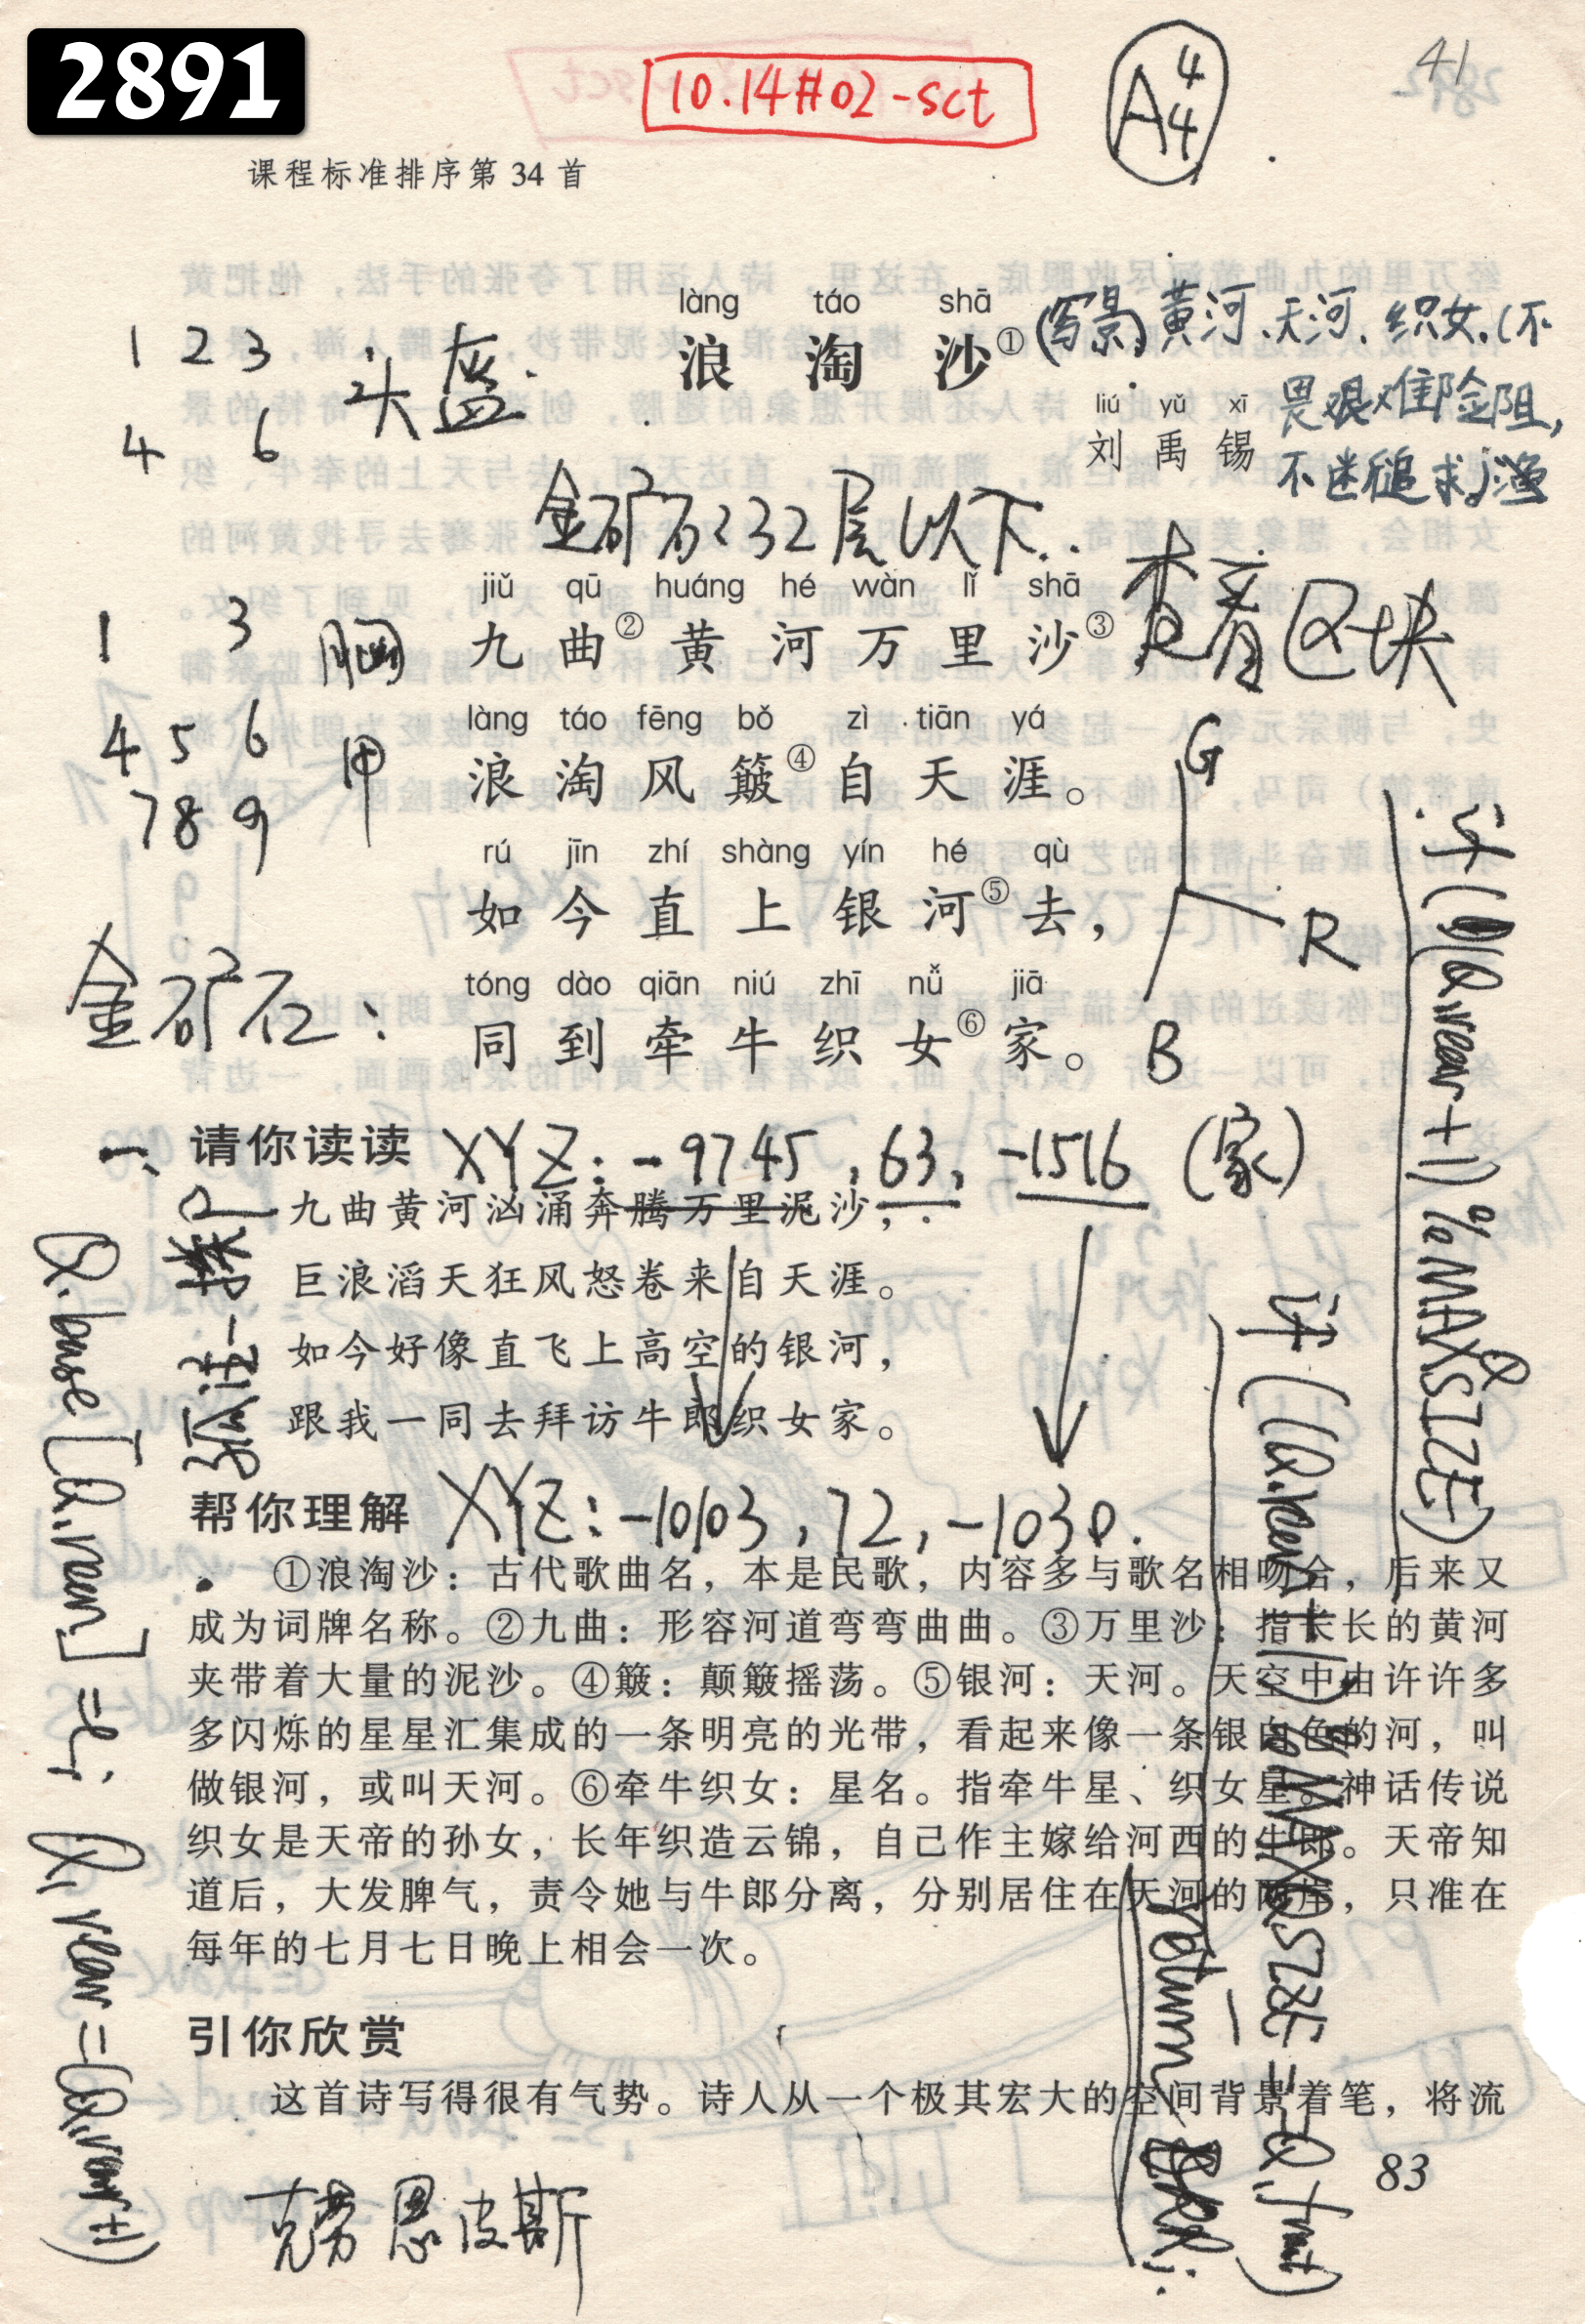 2891
10.14#02-sct
A44
41
课程标准排序第 34 首
làng táo shā
浪 淘 沙①
(写景)黄河、天河、织女、(不
畏艰难险阻,
liú yǔ xī
刘 禹 锡
1 2 3
4 6
头盔
金矿石:32层以下..
查看区块
jiǔ qū huáng hé wàn lǐ shā
九 曲② 黄 河 万 里 沙③
làng táo fēng bǒ zì tiān yá
浪 淘 风 簸④ 自 天 涯。
rú jīn zhí shàng yín hé qù
如 今 直 上 银 河⑤ 去，
tóng dào qiān niú zhī nǚ jiā
同 到 牵 牛 织 女⑥ 家。
1 3
4 5 6
7 8 9
胸
甲
金矿石:
G
R
B
一、
请你读读
XYZ:-9745,63,-1516 (家)
九曲黄河汹涌奔腾万里泥沙，
巨浪滔天狂风怒卷来自天涯。
如今好像直飞上高空的银河，
跟我一同去拜访牛郎织女家。
帮你理解
XYZ:-10103,72,-1030.
①浪淘沙：古代歌曲名，本是民歌，内容多与歌名相吻合，后来又
成为词牌名称。②九曲：形容河道弯弯曲曲。③万里沙：指长长的黄河
夹带着大量的泥沙。④簸：颠簸摇荡。⑤银河：天河。天空中由许许多
多闪烁的星星汇集成的一条明亮的光带，看起来像一条银白色的河，叫
做银河，或叫天河。⑥牵牛织女：星名。指牵牛星、织女星。神话传说
织女是天帝的孙女，长年织造云锦，自己作主嫁给河西的牛郎。天帝知
道后，大发脾气，责令她与牛郎分离，分别居住在天河的两岸，只准在
每年的七月七日晚上相会一次。
引你欣赏
这首诗写得很有气势。诗人从一个极其宏大的空间背景着笔，将流
83
Q.base[Q.rear]=e;
Q.rear=(Q.rear+1)
(Q.rear+1)%MAXQSIZE)
((Q.rear+1)%MAXQSIZE==Q.front)
return
克劳恩皮斯